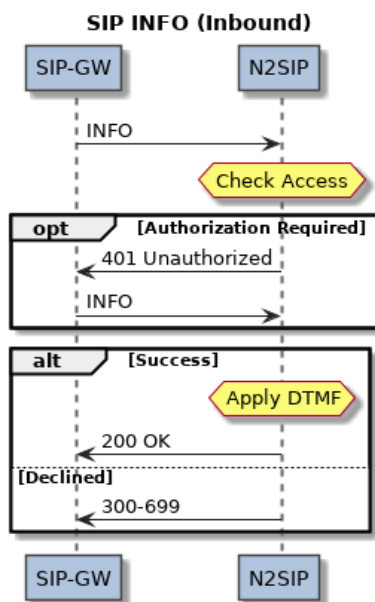 SIP INFO (Inbound)
SIP-GW
N2SIP
INFO
Check Access
opt
[Authorization Required]
401 Unauthorized
INFO
alt
[Success]
Apply DTMF
200 OK
[Declined]
300-699
SIP-GW
N2SIP